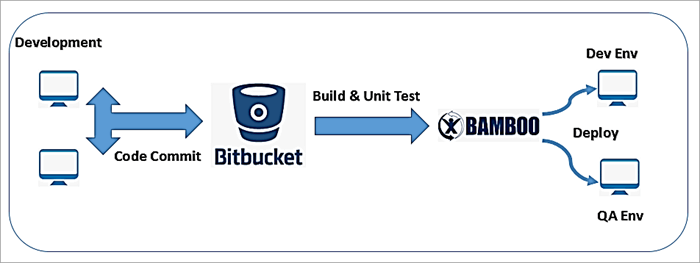 Development
Code Commit
Bitbucket
Build & Unit Test
BAMBOO
Dev Env
Deploy
QA Env